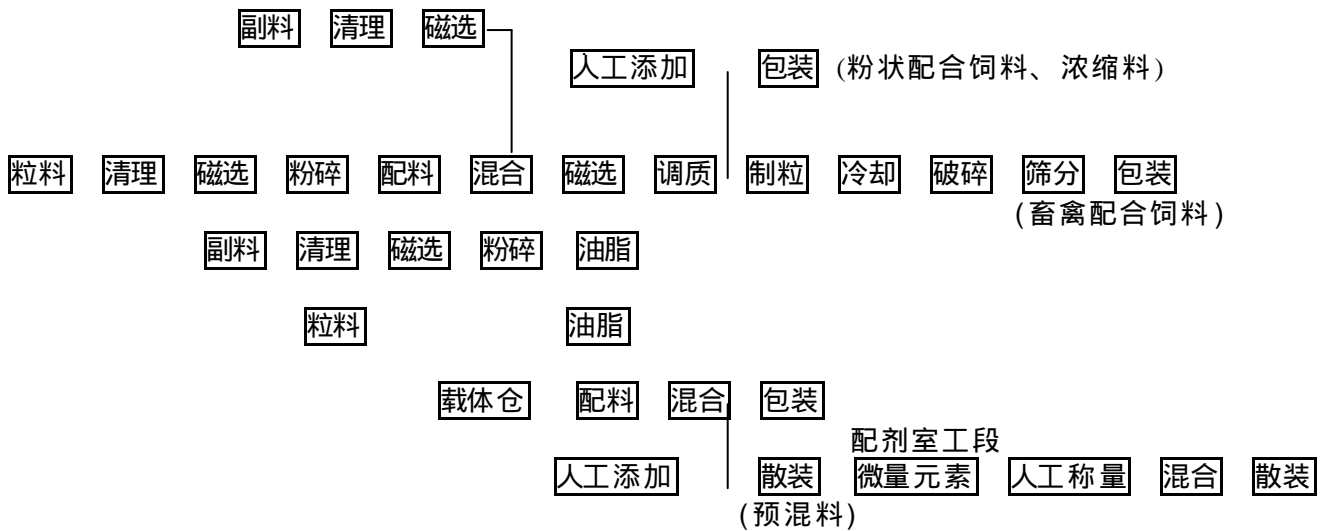 副料 清理 磁选
人工添加 包装 (粉状配合饲料、浓缩料)
粒料 清理 磁选 粉碎 配料 混合 磁选 调质 制粒 冷却 破碎 筛分 包装
(畜禽配合饲料)
副料 清理 磁选 粉碎 油脂
粒料 油脂
载体仓 配料 混合 包装
配剂室工段
人工添加 散装 微量元素 人工称量 混合 散装
(预混料)